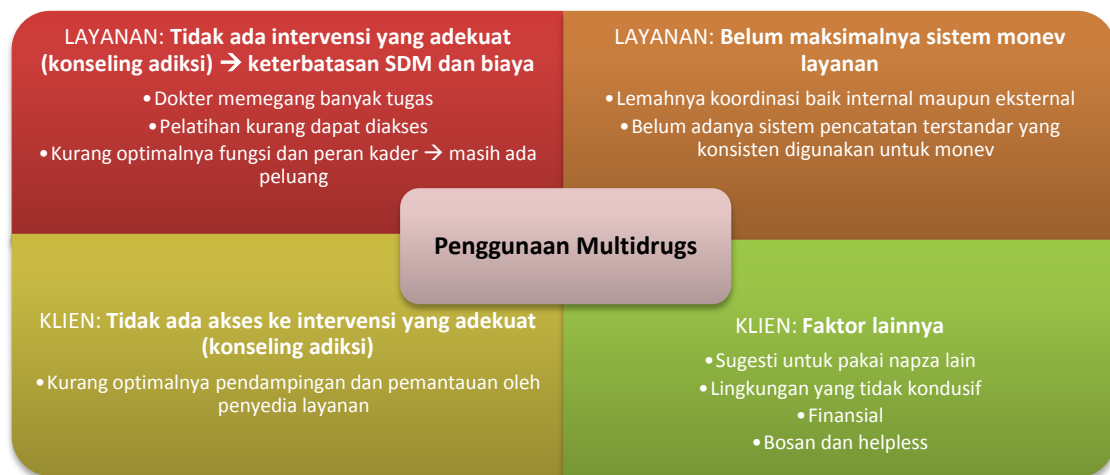 LAYANAN: Tidak ada intervensi yang adekuat
(konseling adiksi) → keterbatasan SDM dan biaya
•Dokter memegang banyak tugas
•Pelatihan kurang dapat diakses
•Kurang optimalnya fungsi dan peran kader → masih ada
peluang
LAYANAN: Belum maksimalnya sistem monev
layanan
•Lemahnya koordinasi baik internal maupun eksternal
•Belum adanya sistem pencatatan terstandar yang
konsisten digunakan untuk monev
Penggunaan Multidrugs
KLIEN: Tidak ada akses ke intervensi yang adekuat
(konseling adiksi)
•Kurang optimalnya pendampingan dan pemantauan oleh
penyedia layanan
KLIEN: Faktor lainnya
•Sugesti untuk pakai napza lain
•Lingkungan yang tidak kondusif
•Finansial
•Bosan dan helpless